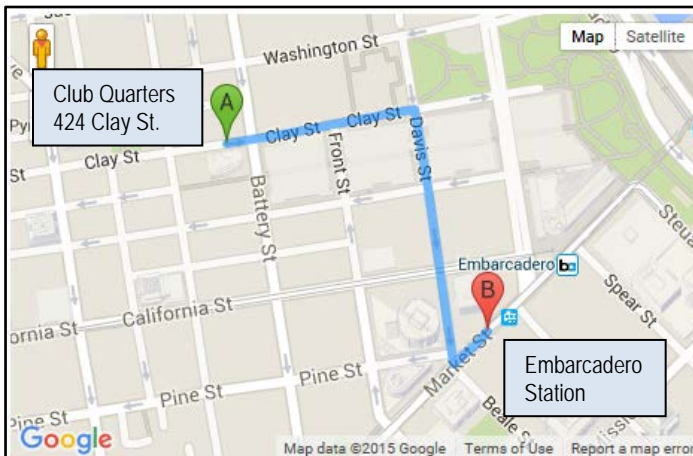 Map
Satellite
Washington St
Club Quarters
424 Clay St.
A
Clay St
Clay St
Clay St
St
Davis St
Front St
Battery St
Embarcadero
B
Spear St
California St
ornia St
Market St
Embarcadero
Station
Pine St
Pine St
Google
Map data ©2015 Google
Terms of Use
Report a map error